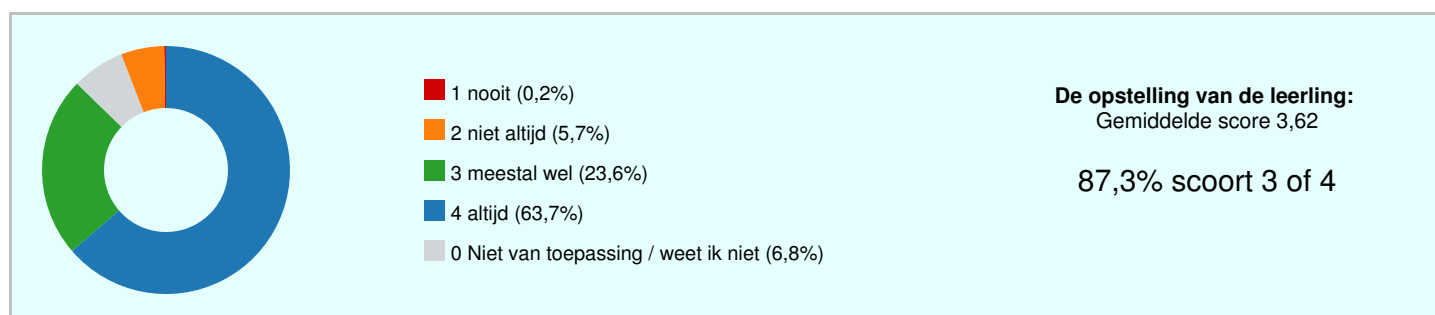 1 nooit (0,2%)
2 niet altijd (5,7%)
3 meestal wel (23,6%)
4 altijd (63,7%)
0 Niet van toepassing / weet ik niet (6,8%)
De opstelling van de leerling:
Gemiddelde score 3,62
87,3% scoort 3 of 4